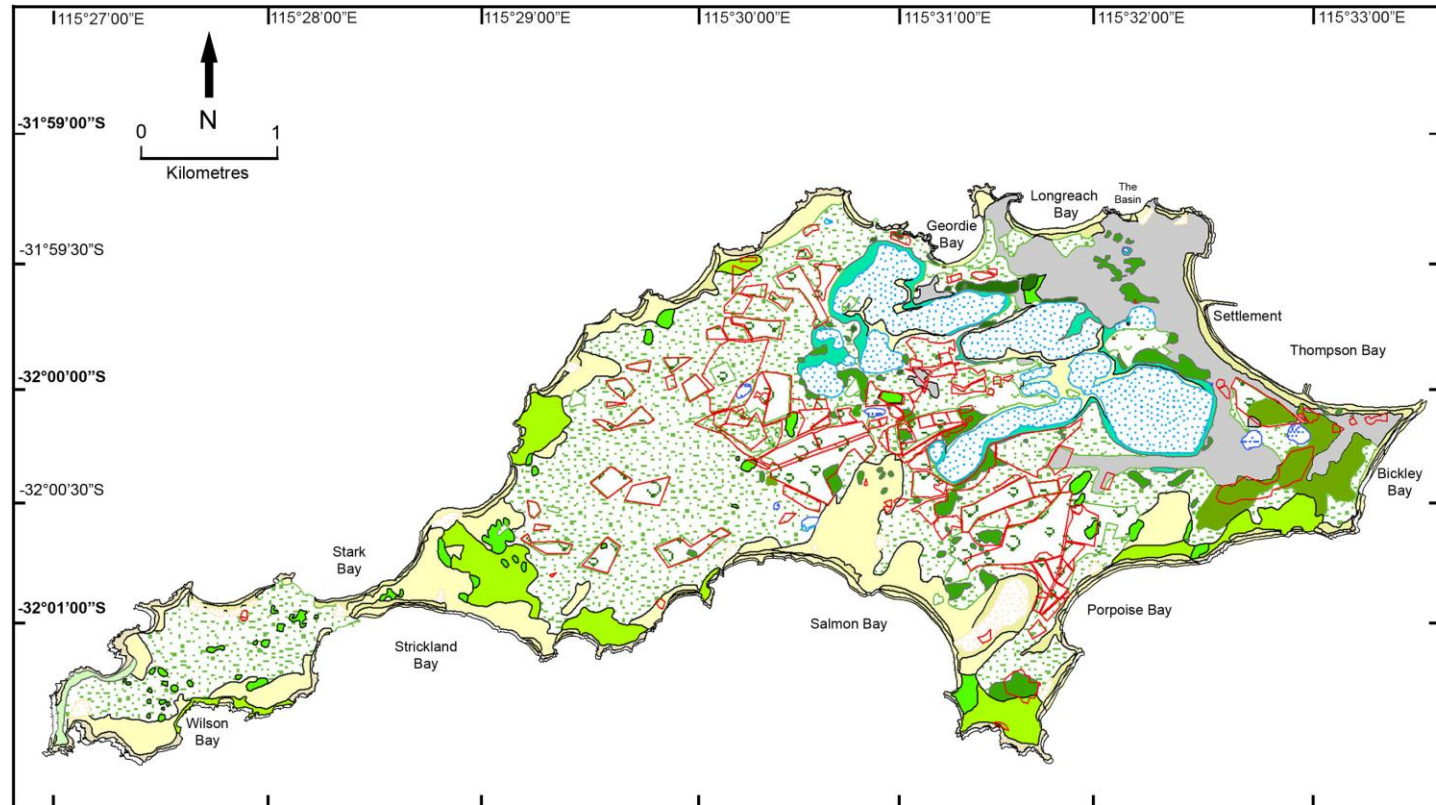 115°27'00"E
115°28'00"E
115°29'00"E
115°30'00"E
115°31'00"E
115°32'00"E
115°33'00"E
-31°59'00"S
N
0 1
Kilometres
The
Basin
Longreach
Bay
Geordie
Bay
-31°59'30"S
Settlement
Thompson Bay
-32°00'00"S
Bickley
Bay
-32°00'30"S
Stark
Bay
-32°01'00"S
Porpoise Bay
Salmon Bay
Strickland
Bay
Wilson
Bay